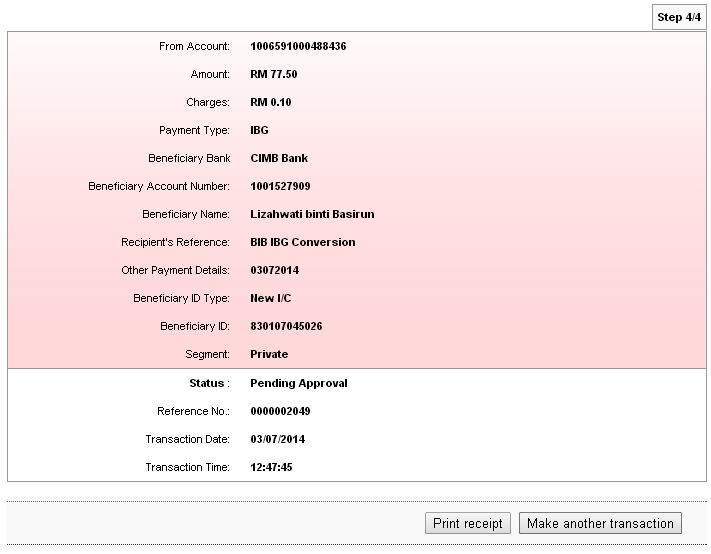 Step 4/4
From Account: 1006591000488436
Amount: RM 77.50
Charges: RM 0.10
Payment Type: IBG
Beneficiary Bank CIMB Bank
Beneficiary Account Number: 1001527909
Beneficiary Name: Lizahwati binti Basirun
Recipient's Reference: BIB IBG Conversion
Other Payment Details: 03072014
Beneficiary ID Type: New I/C
Beneficiary ID: 830107045026
Segment: Private
Status : Pending Approval
Reference No.: 0000002049
Transaction Date: 03/07/2014
Transaction Time: 12:47:45
Print receipt Make another transaction